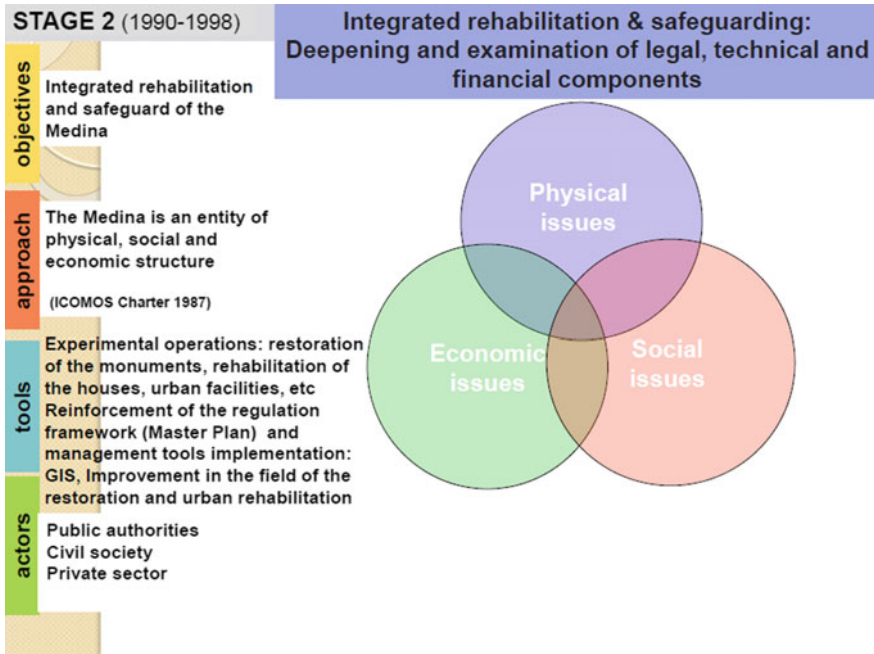 STAGE 2 (1990-1998)
Integrated rehabilitation & safeguarding:
Deepening and examination of legal, technical and
financial components
objectives
Integrated rehabilitation
and safeguard of the
Medina
approach
The Medina is an entity of
physical, social and
economic structure
(ICOMOS Charter 1987)
tools
Experimental operations: restoration
of the monuments, rehabilitation of
the houses, urban facilities, etc
Reinforcement of the regulation
framework (Master Plan) and
management tools implementation:
GIS, Improvement in the field of the
restoration and urban rehabilitation
actors
Public authorities
Civil society
Private sector
Physical
issues
Economic
issues
Social
issues